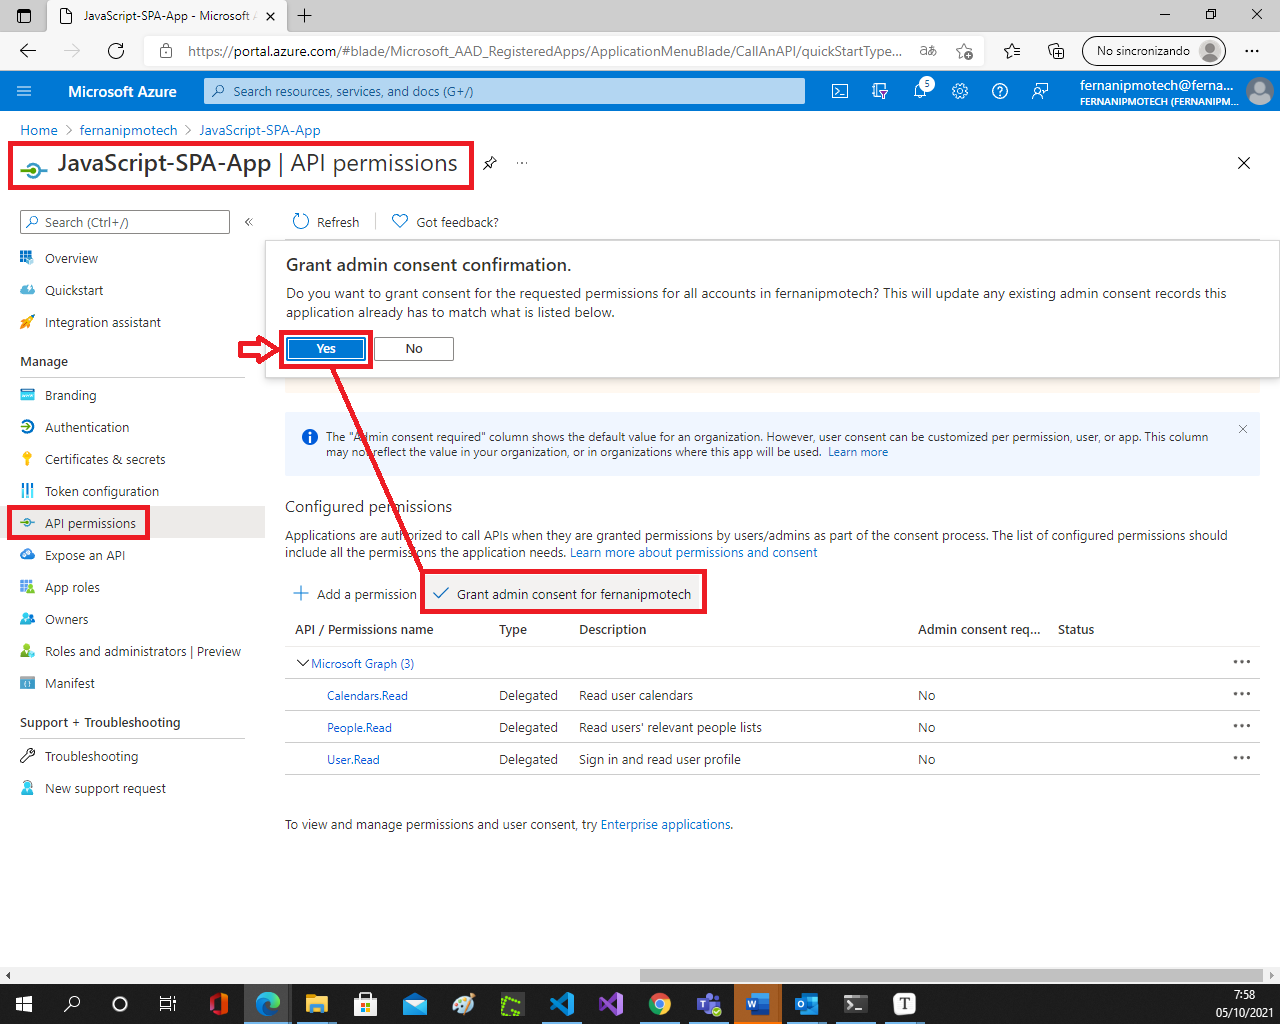 JavaScript-SPA-App - Microsoft A
https://portal.azure.com/#blade/Microsoft_AAD_RegisteredApps/ApplicationMenuBlade/CallAnAPI/quickStartType...
aあ
No sincronizando
Microsoft Azure
Search resources, services, and docs (G+/)
5
fernanipmotech@ferna...
FERNANIPMOTECH (FERNANIPM...
Home > fernanipmotech > JavaScript-SPA-App
JavaScript-SPA-App | API permissions
Search (Ctrl+/)
Refresh
Got feedback?
Overview
Quickstart
Integration assistant
Manage
Branding
Authentication
Certificates & secrets
Token configuration
API permissions
Expose an API
App roles
Owners
Roles and administrators | Preview
Manifest
Support + Troubleshooting
Troubleshooting
New support request
Grant admin consent confirmation.
Do you want to grant consent for the requested permissions for all accounts in fernanipmotech? This will update any existing admin consent records this
application already has to match what is listed below.
Yes
No
The "Admin consent required" column shows the default value for an organization. However, user consent can be customized per permission, user, or app. This column
may not reflect the value in your organization, or in organizations where this app will be used. Learn more
Configured permissions
Applications are authorized to call APIs when they are granted permissions by users/admins as part of the consent process. The list of configured permissions should
include all the permissions the application needs. Learn more about permissions and consent
Add a permission
Grant admin consent for fernanipmotech
API / Permissions name Type Description Admin consent req... Status
Microsoft Graph (3)
Calendars.Read Delegated Read user calendars No
People.Read Delegated Read users' relevant people lists No
User.Read Delegated Sign in and read user profile No
To view and manage permissions and user consent, try Enterprise applications.
7:58
05/10/2021